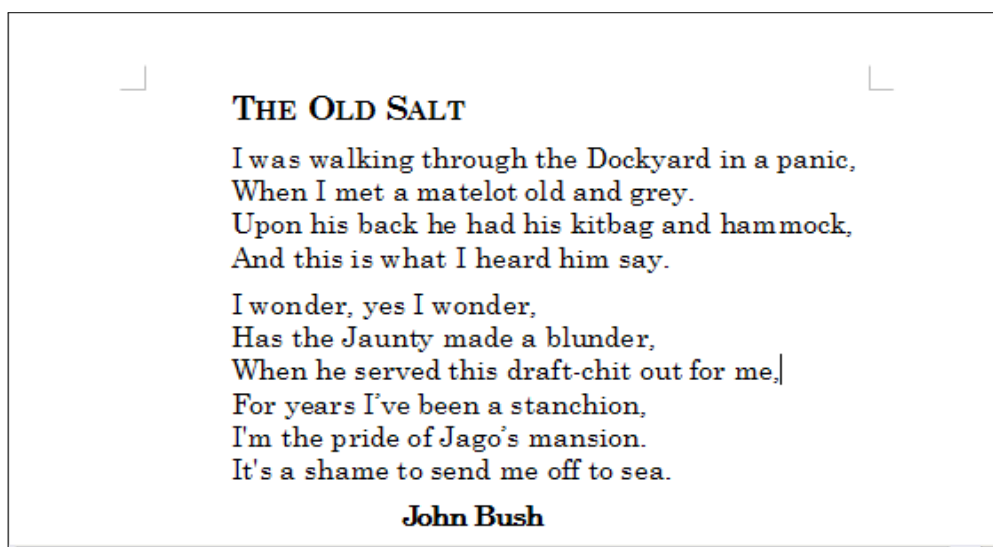 THE OLD SALT
I was walking through the Dockyard in a panic,
When I met a matelot old and grey.
Upon his back he had his kitbag and hammock,
And this is what I heard him say.
I wonder, yes I wonder,
Has the Jaunty made a blunder,
When he served this draft-chit out for me,
For years I’ve been a stanchion,
I'm the pride of Jago’s mansion.
It's a shame to send me off to sea.
John Bush